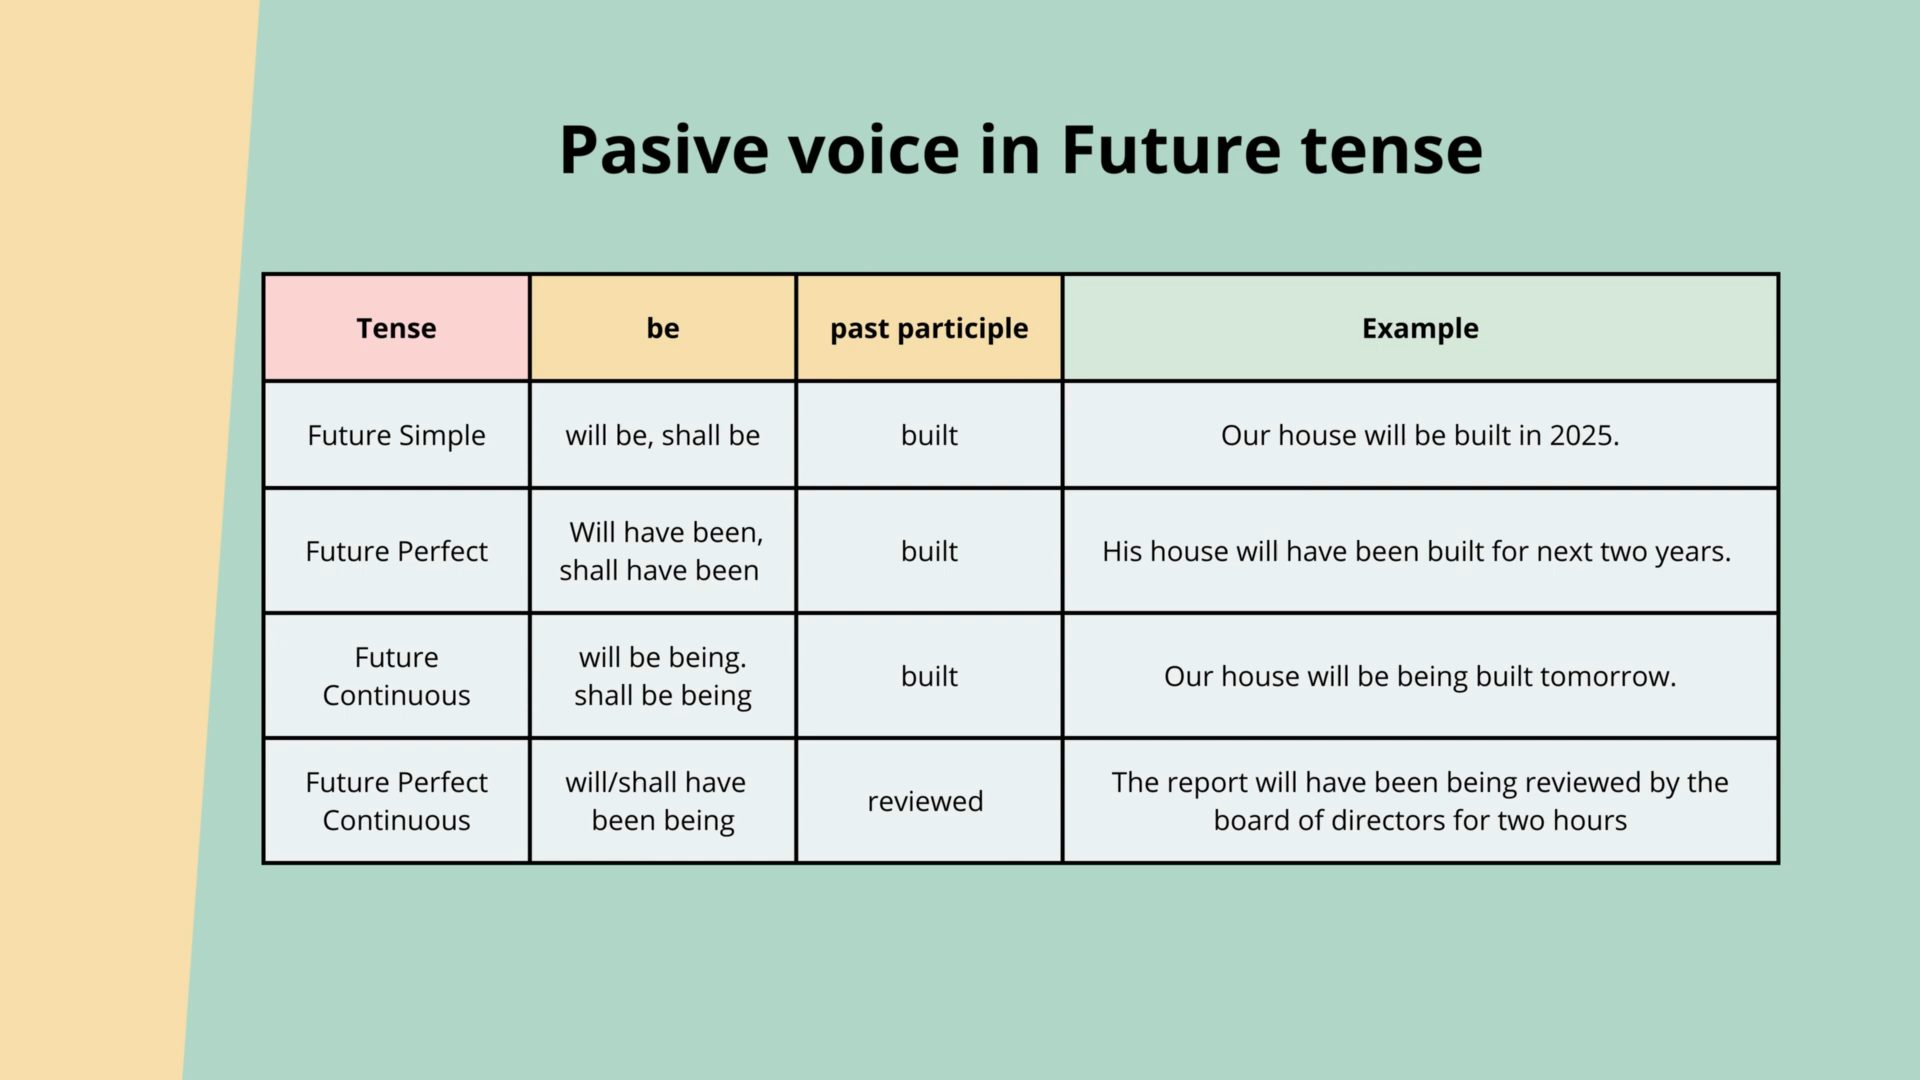 Pasive voice in Future tense
Tense be past participle Example
Future Simple will be, shall be built Our house will be built in 2025.
Future Perfect
Will have been,
shall have been
built
His house will have been built for next two years.
Future
Continuous
will be being.
shall be being
built
Our house will be being built tomorrow.
Future Perfect
Continuous
will/shall have
been being
reviewed
The report will have been being reviewed by the
board of directors for two hours